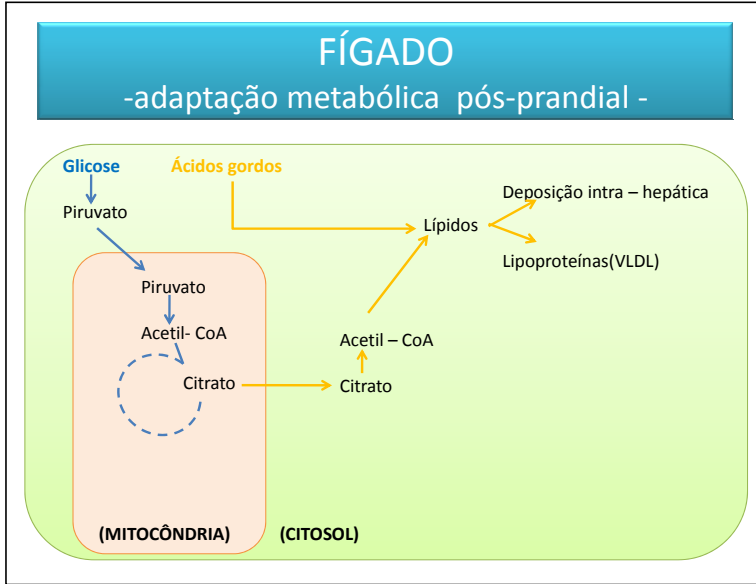 FÍGADO
-adaptação metabólica pós-prandial -
Glicose
Ácidos gordos
Deposição intra – hepática
Piruvato
Lípidos
Lipoproteínas(VLDL)
Piruvato
Acetil- CoA
Acetil – CoA
Citrato
Citrato
(MITOCÔNDRIA)
(CITOSOL)